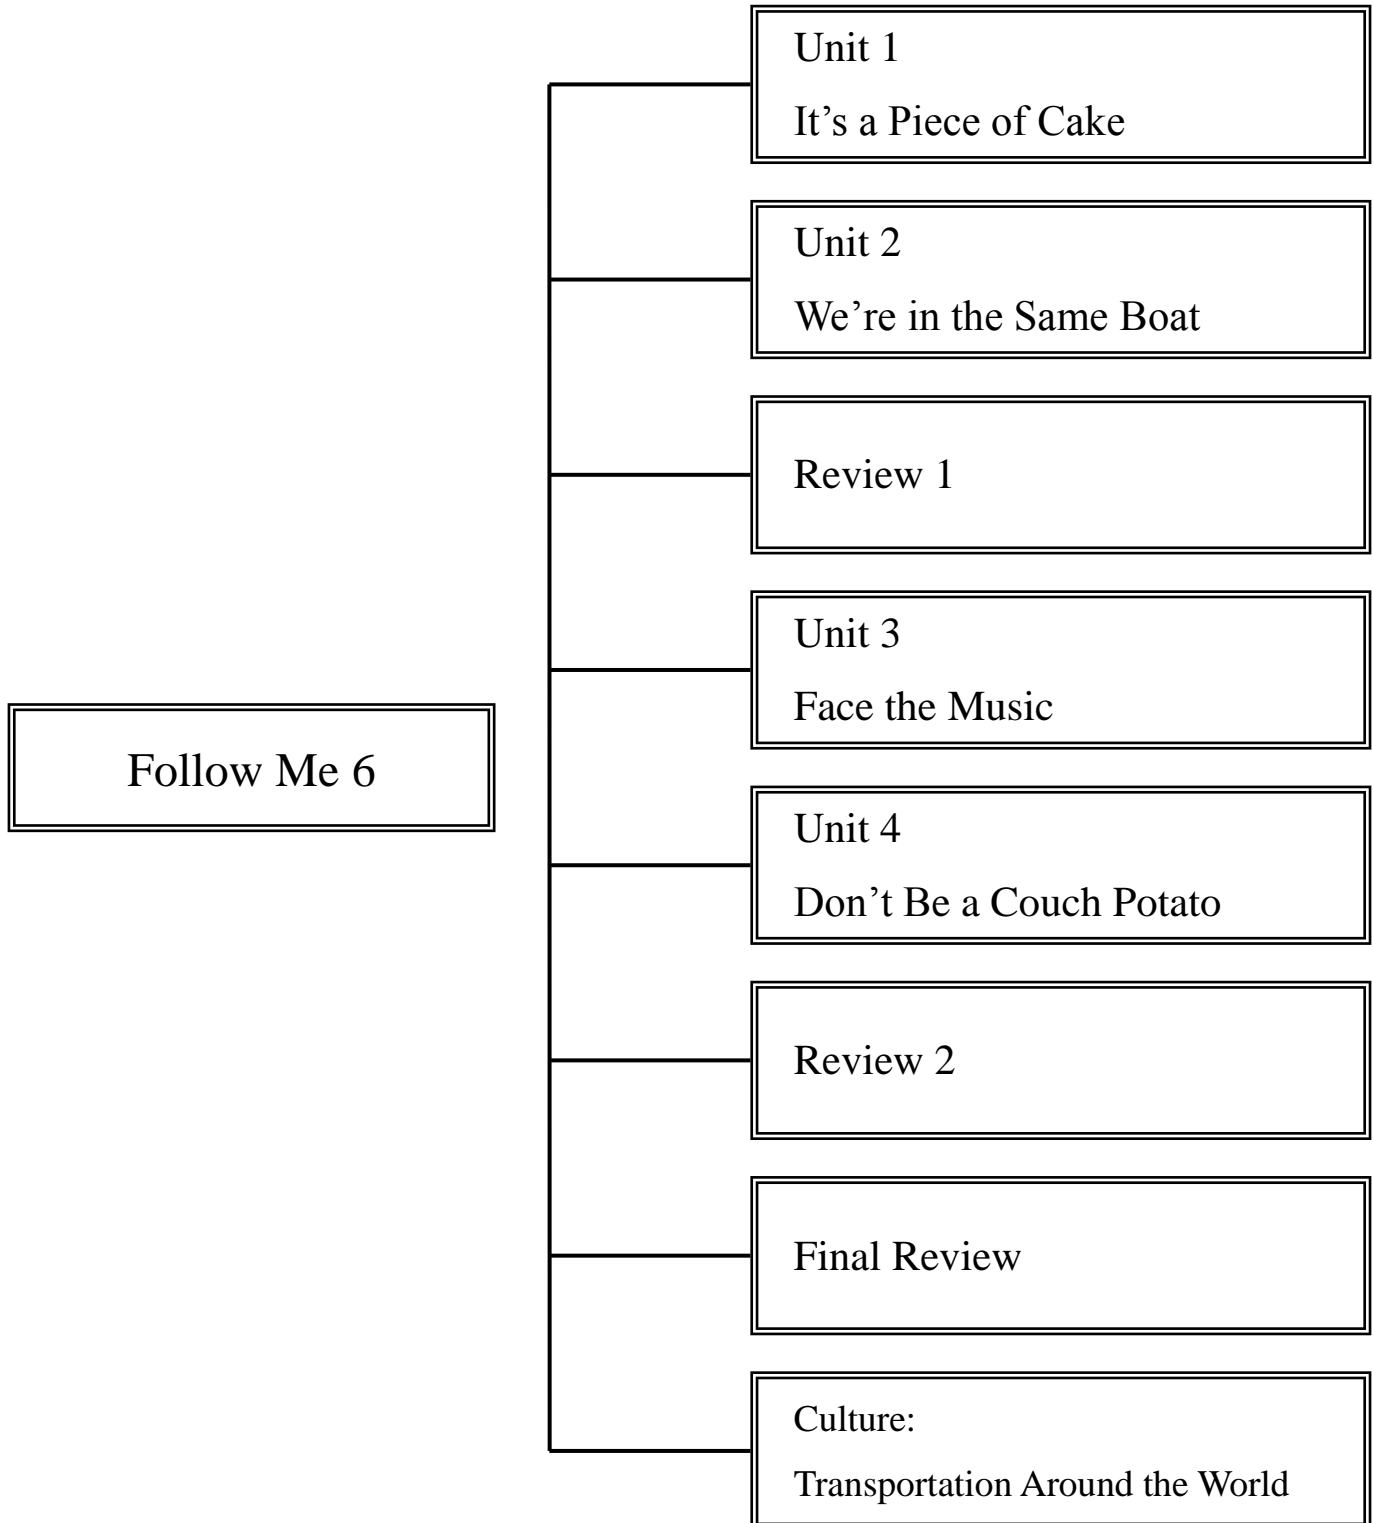 Follow Me 6
Unit 1
It’s a Piece of Cake
Unit 2
We’re in the Same Boat
Review 1
Unit 3
Face the Music
Unit 4
Don’t Be a Couch Potato
Review 2
Final Review
Culture:
Transportation Around the World